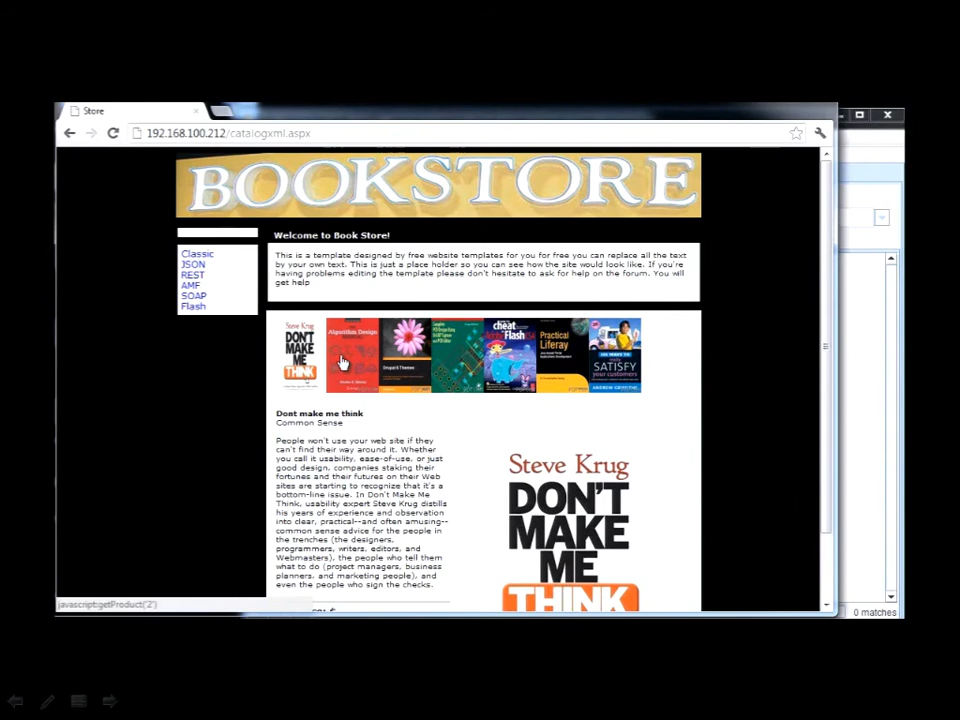 Store
192.168.100.212/catalogxml.aspx
BOOKSTORE
Welcome to Book Store!
This is a template designed by free website templates for you for free you can replace all the text
by your own text. This is just a place holder so you can see how the site would look like. If you're
having problems editing the template please don't hesitate to ask for help on the forum. You will
get help
Classic
JSON
REST
AMF
SOAP
Flash
Steve Krug
DON'T
MAKE
ME
THINK
Algorithm Design
Drupal 6 Themes
cheat
Practical
Liferay
SATISFY
your customers
Dont make me think
Common Sense
People won't use your web site if they
can't find their way around it. Whether
you call it usability, ease-of-use, or just
good design, companies staking their
fortunes and their futures on their Web
sites are starting to recognize that it's a
bottom-line issue. In Don't Make Me
Think, usability expert Steve Krug distills
his years of experience and observation
into clear, practical--and often amusing--
common sense advice for the people in
the trenches (the designers,
programmers, writers, editors, and
Webmasters), the people who tell them
what to do (project managers, business
planners, and marketing people), and
even the people who sign the checks.
Steve Krug
DON'T
MAKE
ME
THINK
javascript:getProduct('2')
0 matches